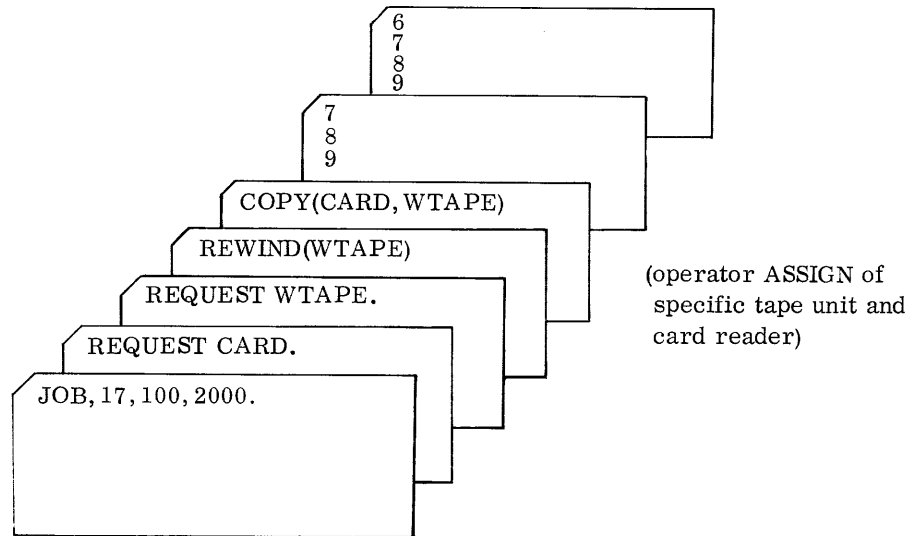 6
7
8
9
7
8
9
COPY(CARD, WTAPE)
REWIND(WTAPE)
REQUEST WTAPE.
REQUEST CARD.
JOB, 17, 100, 2000.
(operator ASSIGN of
specific tape unit and
card reader)